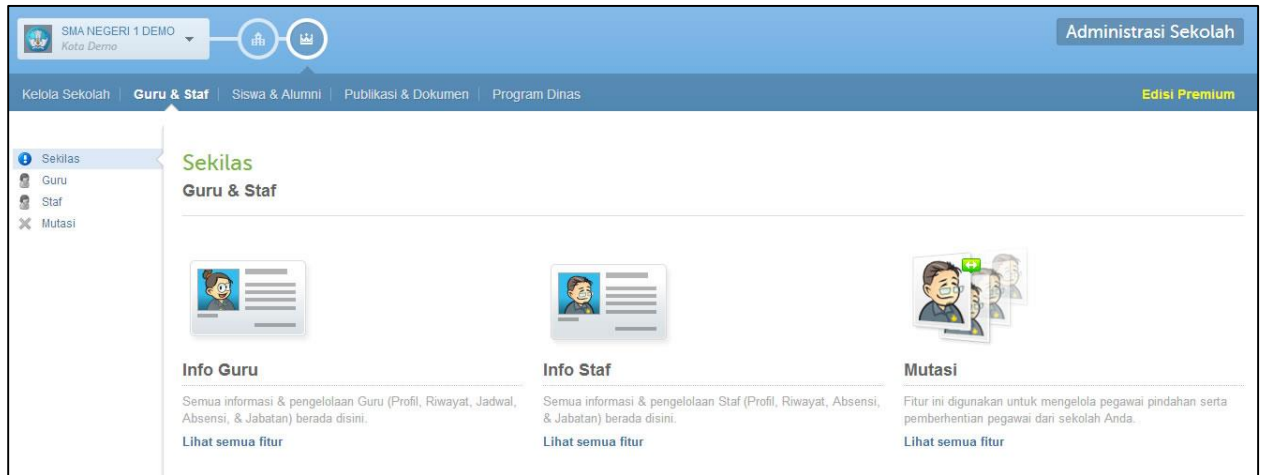 SMA NEGERI 1 DEMO
Kota Demo
Administrasi Sekolah
Kelola Sekolah | Guru & Staf | Siswa & Alumni | Publikasi & Dokumen | Program Dinas
Edisi Premium
Sekilas
Guru
Staf
Mutasi
Sekilas
Guru & Staf
Info Guru
Semua informasi & pengelolaan Guru (Profil, Riwayat, Jadwal,
Absensi, & Jabatan) berada disini.
Lihat semua fitur
Info Staf
Semua informasi & pengelolaan Staf (Profil, Riwayat, Absensi,
& Jabatan) berada disini.
Lihat semua fitur
Mutasi
Fitur ini digunakan untuk mengelola pegawai pindahan serta
pemberhentian pegawai dari sekolah Anda.
Lihat semua fitur